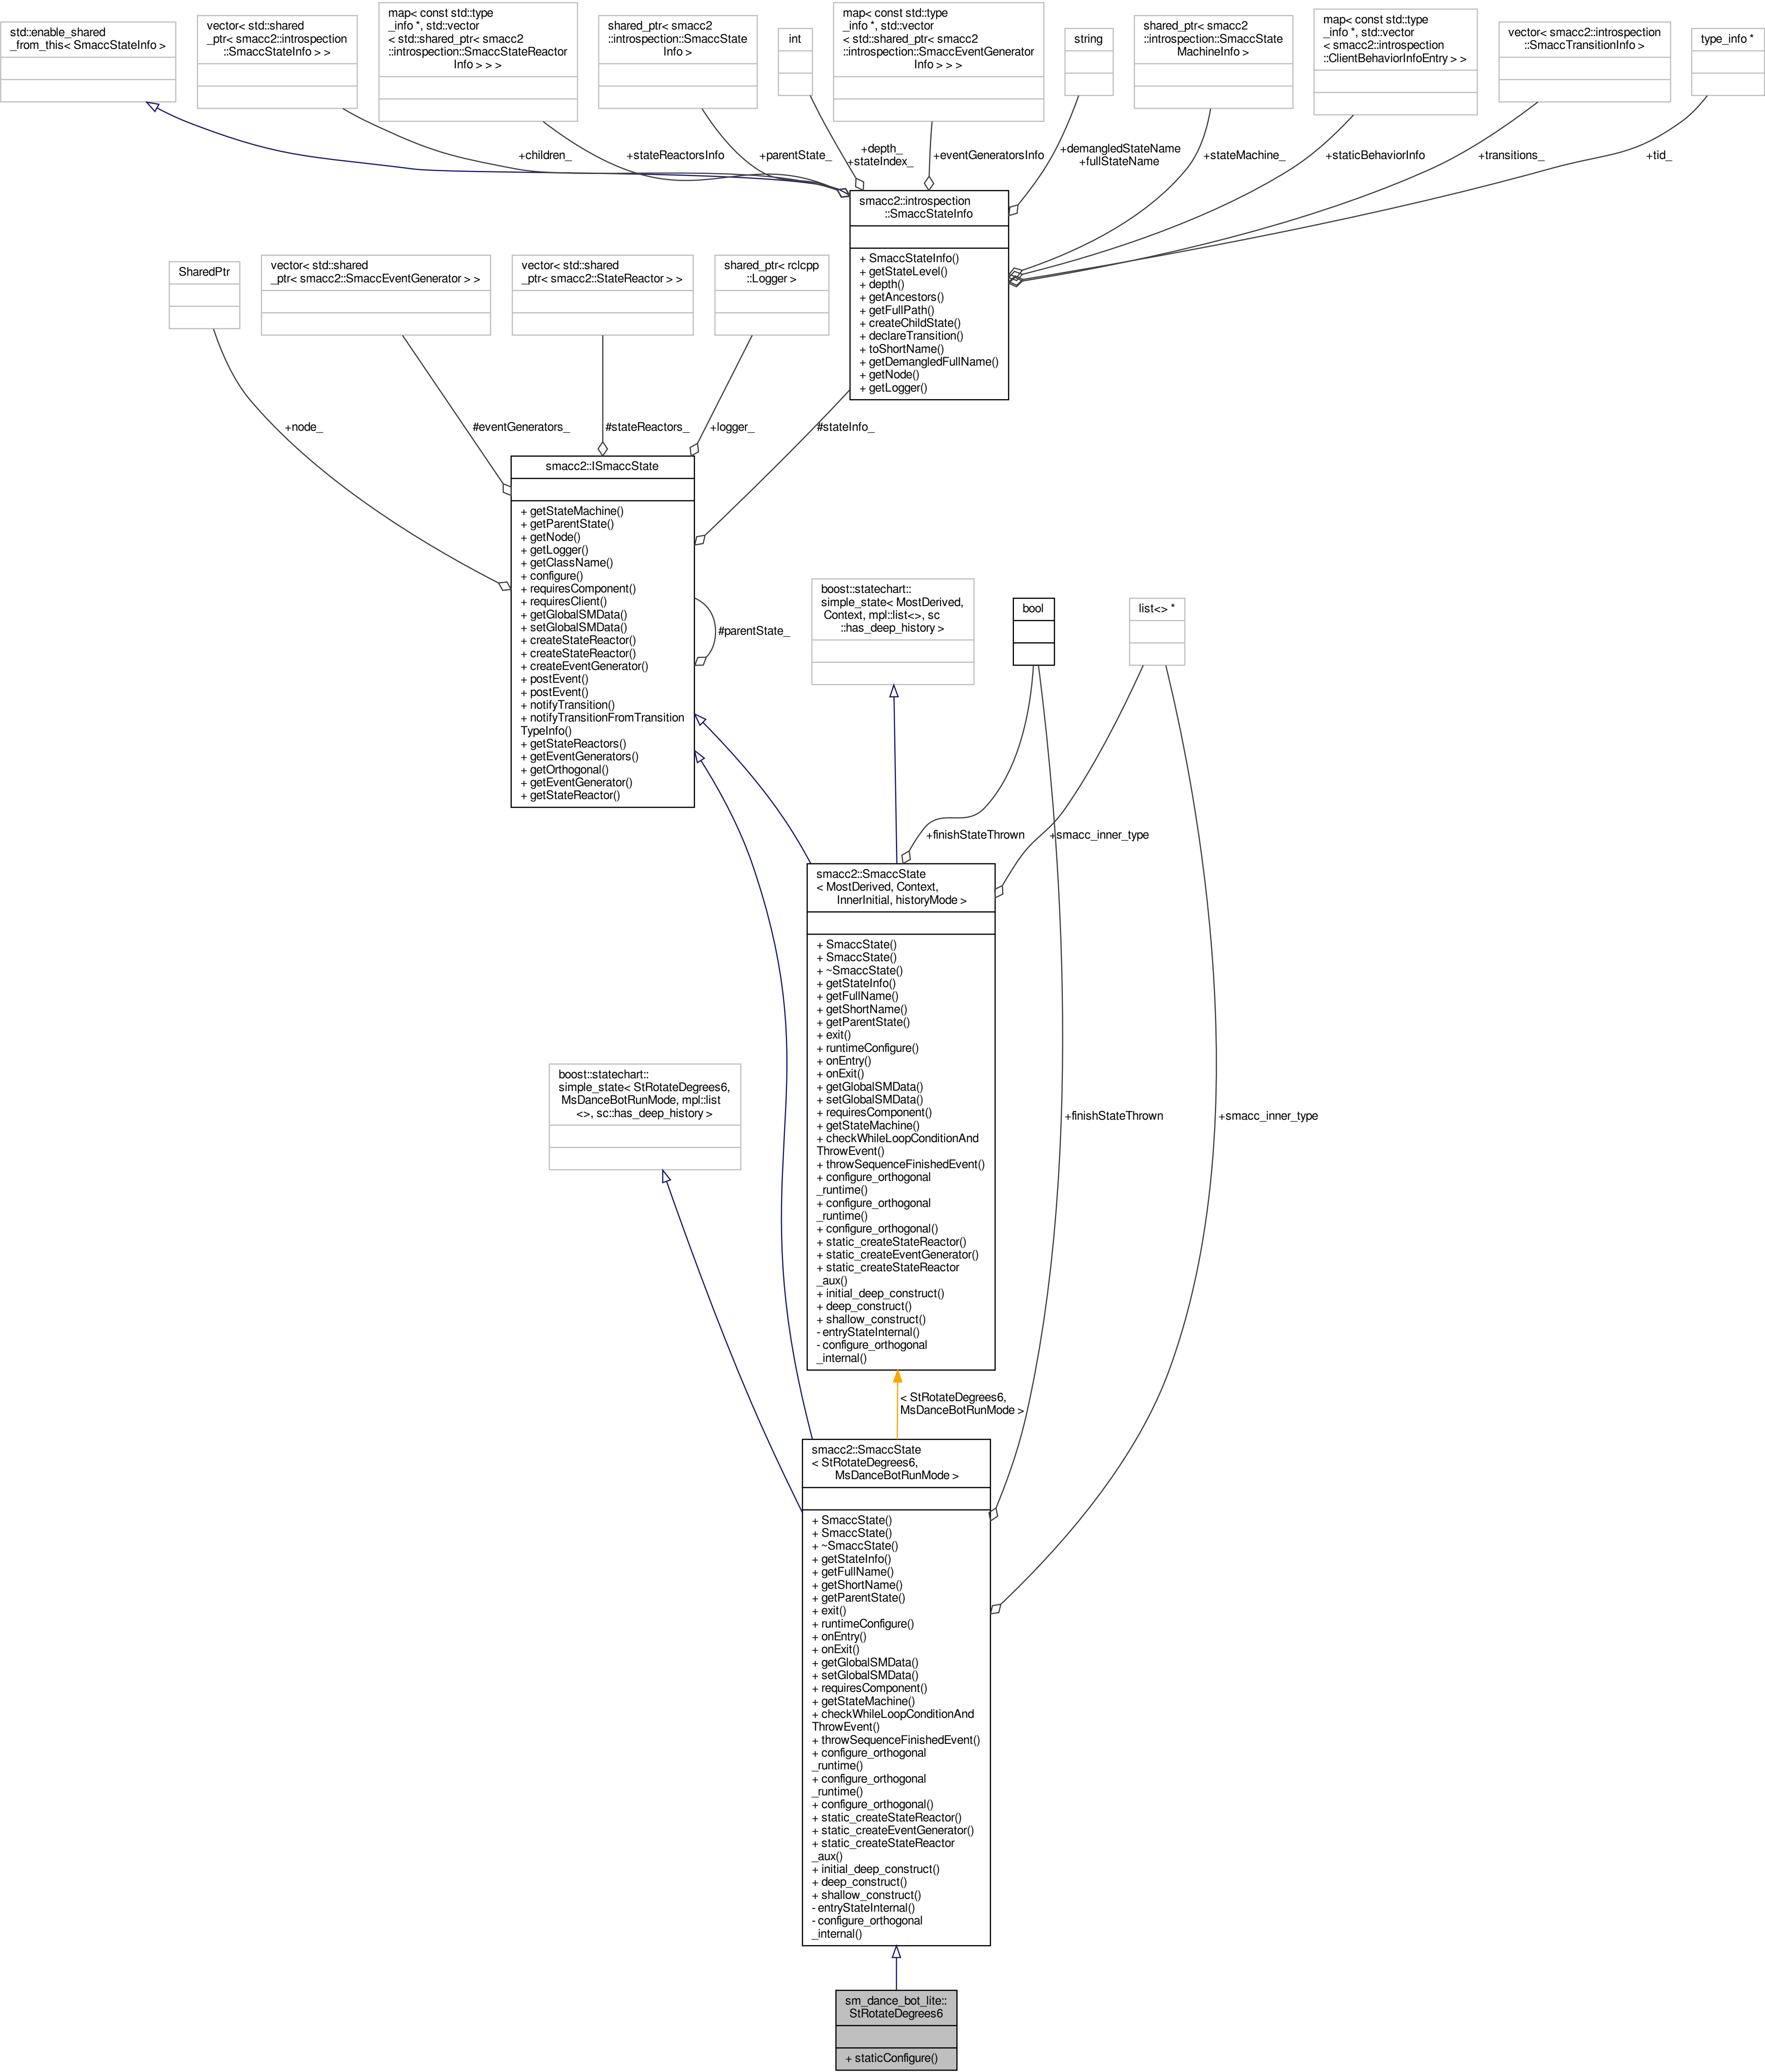 std::enable_shared
_from_this< SmaccStateInfo >
vector< std::shared
_ptr< smacc2::introspection
::SmaccStateInfo > >
map< const std::type
_info *, std::vector
< std::shared_ptr< smacc2
::introspection::SmaccStateReactor
Info > > >
shared_ptr< smacc2
::introspection::SmaccState
Info >
int
map< const std::type
_info *, std::vector
< std::shared_ptr< smacc2
::introspection::SmaccEventGenerator
Info > > >
string
shared_ptr< smacc2
::introspection::SmaccState
MachineInfo >
map< const std::type
_info *, std::vector
< smacc2::introspection
::ClientBehaviorInfoEntry > >
vector< smacc2::introspection
::SmaccTransitionInfo >
type_info *
+children_
+stateReactorsInfo
+parentState_
+depth_
+stateIndex_
+eventGeneratorsInfo
+demangledStateName
+fullStateName
+stateMachine_
+staticBehaviorInfo
+transitions_
+tid_
smacc2::introspection
::SmaccStateInfo
+ SmaccStateInfo()
+ getStateLevel()
+ depth()
+ getAncestors()
+ getFullPath()
+ createChildState()
+ declareTransition()
+ toShortName()
+ getDemangledFullName()
+ getNode()
+ getLogger()
SharedPtr
vector< std::shared
_ptr< smacc2::SmaccEventGenerator > >
vector< std::shared
_ptr< smacc2::StateReactor > >
shared_ptr< rclcpp
::Logger >
+node_
#eventGenerators_
#stateReactors_
+logger_
#stateInfo_
smacc2::ISmaccState
+ getStateMachine()
+ getParentState()
+ getNode()
+ getLogger()
+ getClassName()
+ configure()
+ requiresComponent()
+ requiresClient()
+ getGlobalSMData()
+ setGlobalSMData()
+ createStateReactor()
+ createStateReactor()
+ createEventGenerator()
+ postEvent()
+ postEvent()
+ notifyTransition()
+ notifyTransitionFromTransition
TypeInfo()
+ getStateReactors()
+ getEventGenerators()
+ getOrthogonal()
+ getEventGenerator()
+ getStateReactor()
#parentState_
boost::statechart::
simple_state< MostDerived,
Context, mpl::list<>, sc
::has_deep_history >
bool
list<> *
+finishStateThrown
+smacc_inner_type
smacc2::SmaccState
< MostDerived, Context,
InnerInitial, historyMode >
+ SmaccState()
+ SmaccState()
+ ~SmaccState()
+ getStateInfo()
+ getFullName()
+ getShortName()
+ getParentState()
+ exit()
+ runtimeConfigure()
+ onEntry()
+ onExit()
+ getGlobalSMData()
+ setGlobalSMData()
+ requiresComponent()
+ getStateMachine()
+ checkWhileLoopConditionAnd
ThrowEvent()
+ throwSequenceFinishedEvent()
+ configure_orthogonal
_runtime()
+ configure_orthogonal
_runtime()
+ configure_orthogonal()
+ static_createStateReactor()
+ static_createEventGenerator()
+ static_createStateReactor
_aux()
+ initial_deep_construct()
+ deep_construct()
+ shallow_construct()
- entryStateInternal()
- configure_orthogonal
_internal()
boost::statechart::
simple_state< StRotateDegrees6,
MsDanceBotRunMode, mpl::list
<>, sc::has_deep_history >
+finishStateThrown
+smacc_inner_type
< StRotateDegrees6,
MsDanceBotRunMode >
smacc2::SmaccState
< StRotateDegrees6,
MsDanceBotRunMode >
+ SmaccState()
+ SmaccState()
+ ~SmaccState()
+ getStateInfo()
+ getFullName()
+ getShortName()
+ getParentState()
+ exit()
+ runtimeConfigure()
+ onEntry()
+ onExit()
+ getGlobalSMData()
+ setGlobalSMData()
+ requiresComponent()
+ getStateMachine()
+ checkWhileLoopConditionAnd
ThrowEvent()
+ throwSequenceFinishedEvent()
+ configure_orthogonal
_runtime()
+ configure_orthogonal
_runtime()
+ configure_orthogonal()
+ static_createStateReactor()
+ static_createEventGenerator()
+ static_createStateReactor
_aux()
+ initial_deep_construct()
+ deep_construct()
+ shallow_construct()
- entryStateInternal()
- configure_orthogonal
_internal()
sm_dance_bot_lite::
StRotateDegrees6
+ staticConfigure()